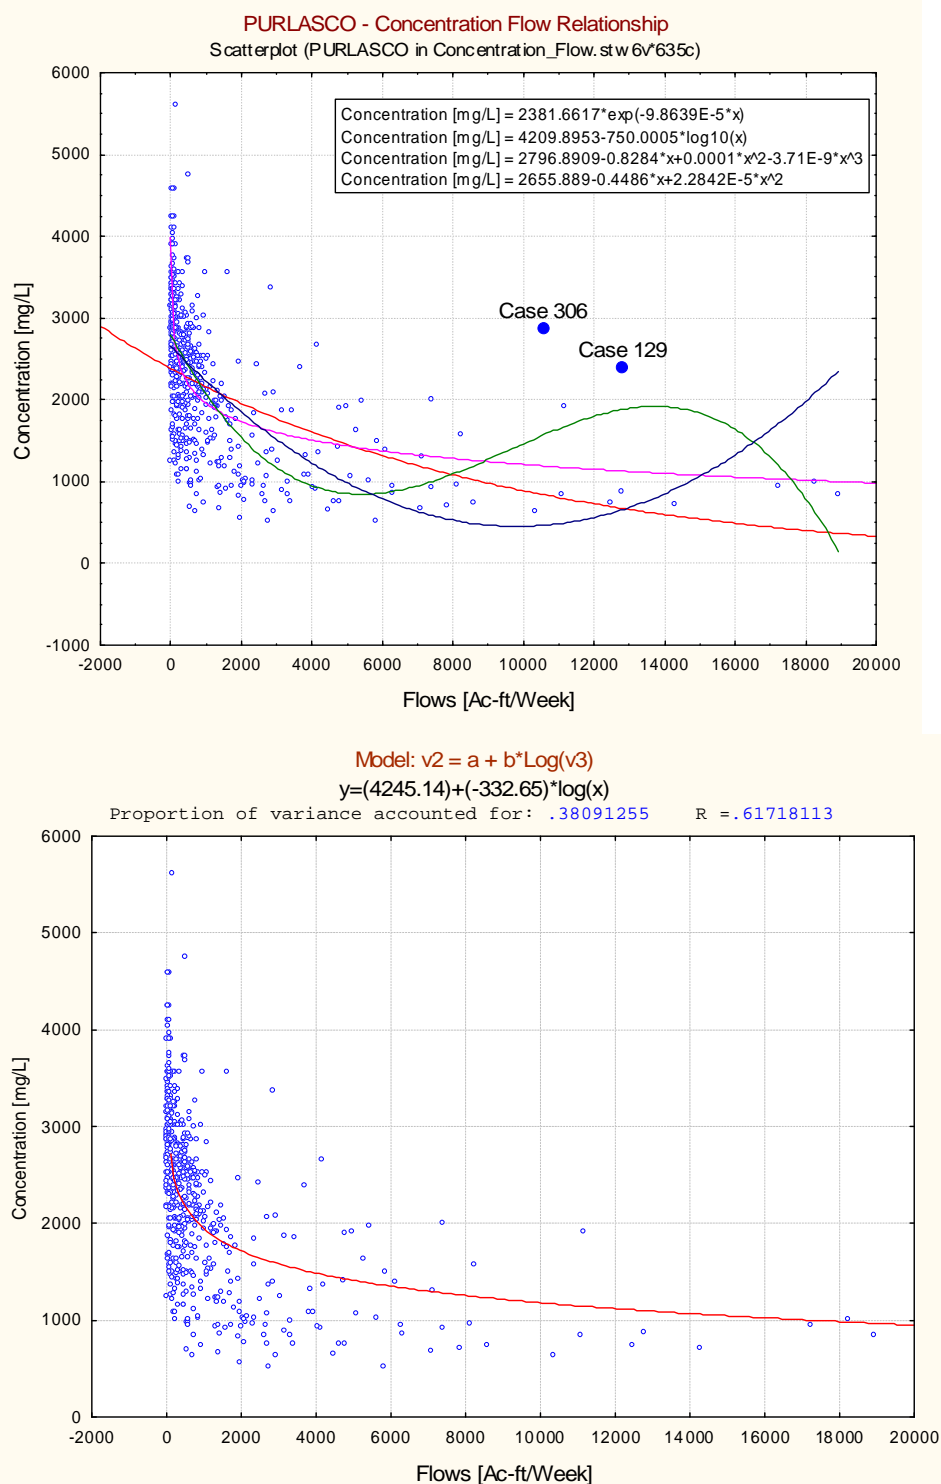 PURLASCO - Concentration Flow Relationship
Scatterplot (PURLASCO in Concentration_Flow.stw 6v*635c)
Concentration [mg/L] = 2381.6617*exp(-9.8639E-5*x)
Concentration [mg/L] = 4209.8953-750.0005*log10(x)
Concentration [mg/L] = 2796.8909-0.8284*x+0.0001*x^2-3.71E-9*x^3
Concentration [mg/L] = 2655.889-0.4486*x+2.2842E-5*x^2
6000
5000
4000
3000
2000
1000
0
-1000
Concentration [mg/L]
Case 306
Case 129
-2000 0 2000 4000 6000 8000 10000 12000 14000 16000 18000 20000
Flows [Ac-ft/Week]
Model: v2 = a + b*Log(v3)
y=(4245.14)+(-332.65)*log(x)
Proportion of variance accounted for: .38091255 R =.61718113
6000
5000
4000
3000
2000
1000
0
Concentration [mg/L]
-2000 0 2000 4000 6000 8000 10000 12000 14000 16000 18000 20000
Flows [Ac-ft/Week]